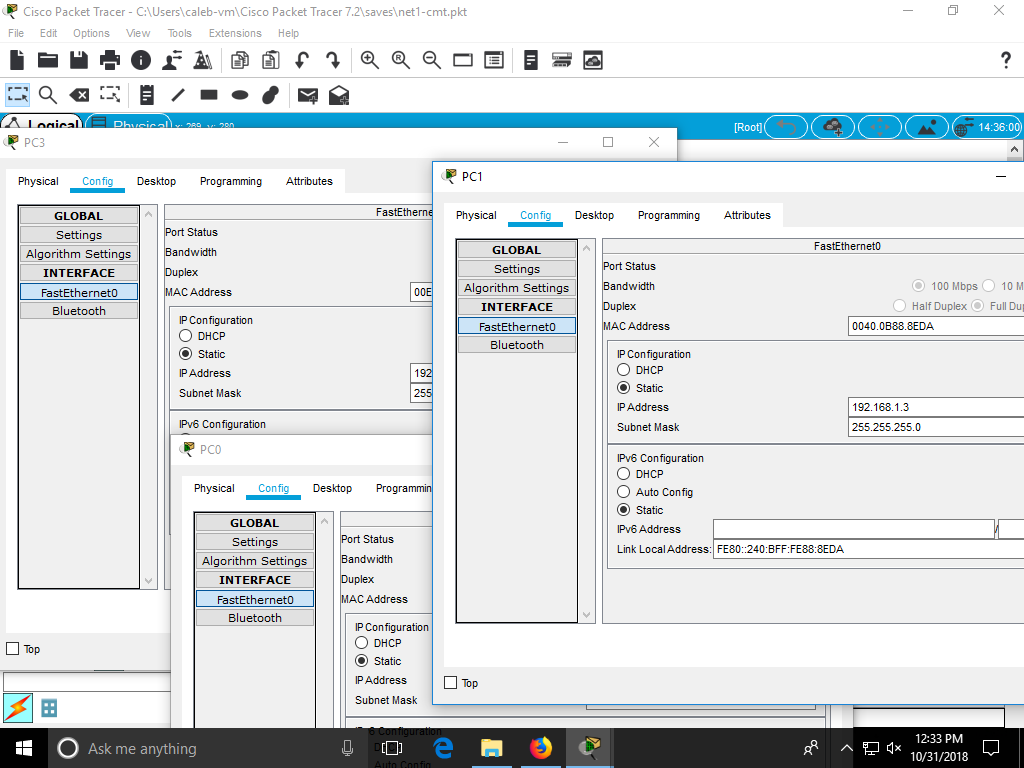 Cisco Packet Tracer - C:\Users\caleb-vm\Cisco Packet Tracer 7.2\saves\net1-cmt.pkt
File Edit Options View Tools Extensions Help
Logical Physical x: 269, y: 280 [Root] 14:36:00
PC3
Physical Config Desktop Programming Attributes
GLOBAL
Settings
Algorithm Settings
INTERFACE
FastEthernet0
Bluetooth
FastEtherne
Port Status
Bandwidth
Duplex
MAC Address 00E
IP Configuration
DHCP
Static
IP Address 192
Subnet Mask 255
IPv6 Configuration
Top
PC1
Physical Config Desktop Programming Attributes
GLOBAL
Settings
Algorithm Settings
INTERFACE
FastEthernet0
Bluetooth
FastEthernet0
Port Status
Bandwidth 100 Mbps 10 M
Duplex Half Duplex Full Dup
MAC Address 0040.0B88.8EDA
IP Configuration
DHCP
Static
IP Address 192.168.1.3
Subnet Mask 255.255.255.0
IPv6 Configuration
DHCP
Auto Config
Static
IPv6 Address /
Link Local Address: FE80::240:BFF:FE88:8EDA
Top
PC0
Physical Config Desktop Programmin
GLOBAL
Settings
Algorithm Settings
INTERFACE
FastEthernet0
Bluetooth
Port Status
Bandwidth
Duplex
MAC Address
IP Configuration
DHCP
Static
IP Address
Subnet Mask
IPv6 Configuration
Auto Config
Ask me anything
12:33 PM
10/31/2018